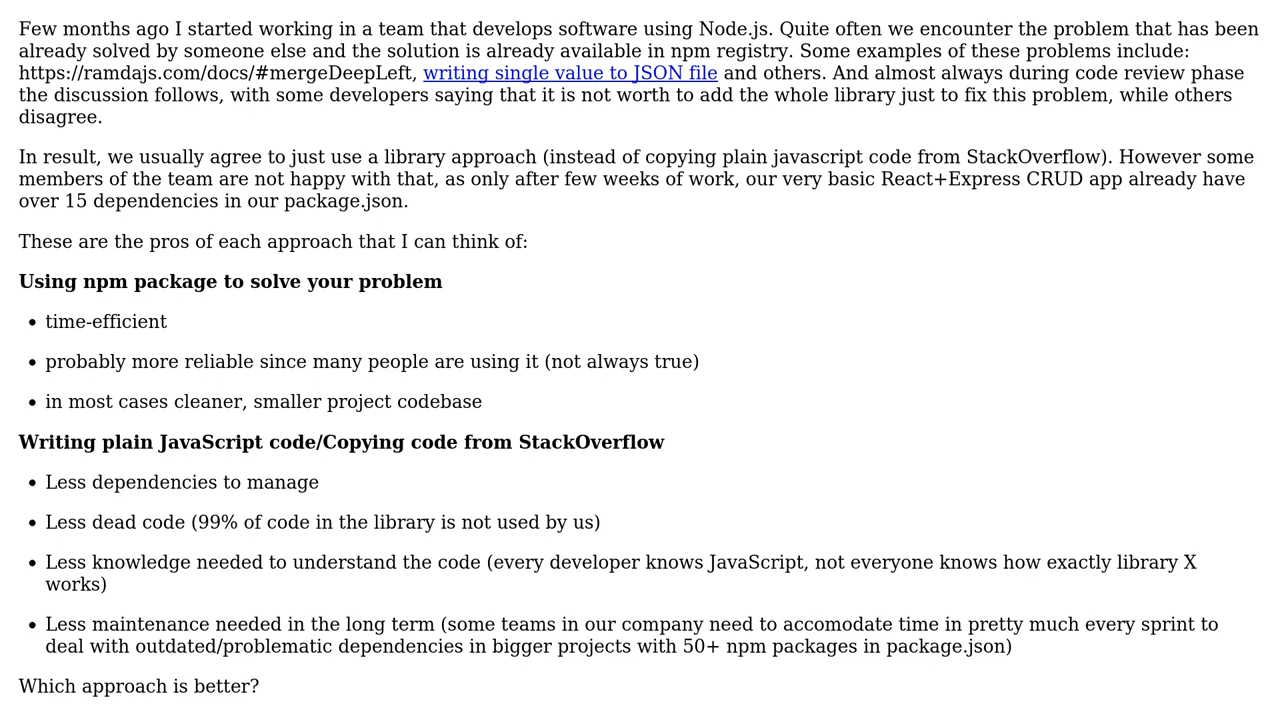 Few months ago I started working in a team that develops software using Node.js. Quite often we encounter the problem that has been
already solved by someone else and the solution is already available in npm registry. Some examples of these problems include:
https://ramdajs.com/docs/#mergeDeepLeft, writing single value to JSON file and others. And almost always during code review phase
the discussion follows, with some developers saying that it is not worth to add the whole library just to fix this problem, while others
disagree.
In result, we usually agree to just use a library approach (instead of copying plain javascript code from StackOverflow). However some
members of the team are not happy with that, as only after few weeks of work, our very basic React+Express CRUD app already have
over 15 dependencies in our package.json.
These are the pros of each approach that I can think of:
Using npm package to solve your problem
• time-efficient
• probably more reliable since many people are using it (not always true)
• in most cases cleaner, smaller project codebase
Writing plain JavaScript code/Copying code from StackOverflow
• Less dependencies to manage
• Less dead code (99% of code in the library is not used by us)
• Less knowledge needed to understand the code (every developer knows JavaScript, not everyone knows how exactly library X
works)
• Less maintenance needed in the long term (some teams in our company need to accomodate time in pretty much every sprint to
deal with outdated/problematic dependencies in bigger projects with 50+ npm packages in package.json)
Which approach is better?